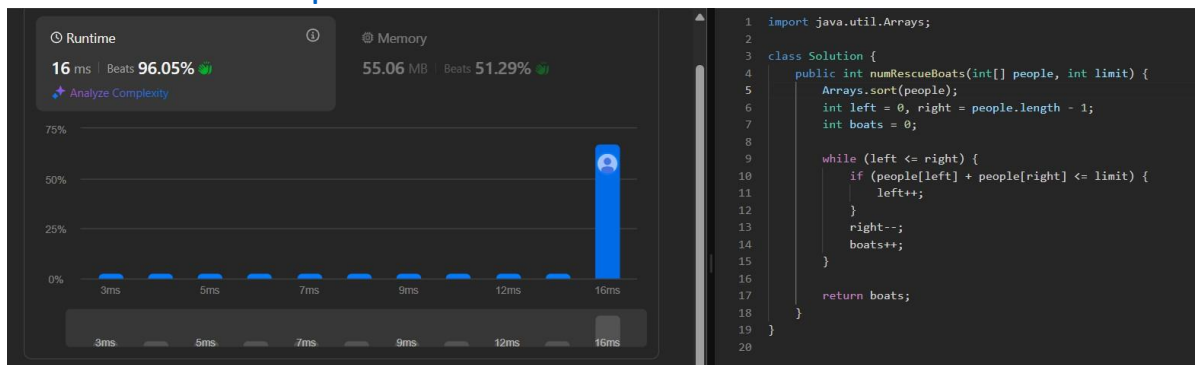 Runtime
Memory
16 ms | Beats 96.05%
55.06 MB | Beats 51.29%
Analyze Complexity
75%
50%
25%
0%
3ms 5ms 7ms 9ms 12ms 16ms
3ms 5ms 7ms 9ms 12ms 16ms
1 import java.util.Arrays;
2
3 class Solution {
4     public int numRescueBoats(int[] people, int limit) {
5         Arrays.sort(people);
6         int left = 0, right = people.length - 1;
7         int boats = 0;
8
9         while (left <= right) {
10             if (people[left] + people[right] <= limit) {
11                 left++;
12             }
13             right--;
14             boats++;
15         }
16
17         return boats;
18     }
19 }
20